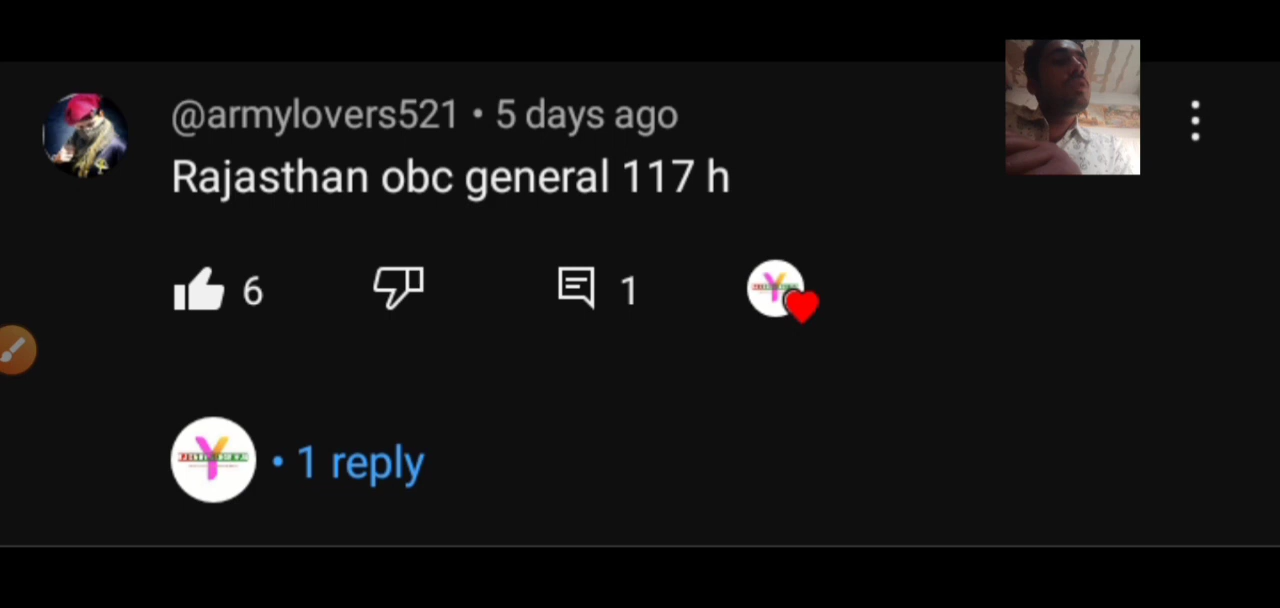 @armylovers521 • 5 days ago
Rajasthan obc general 117 h
6
1
• 1 reply